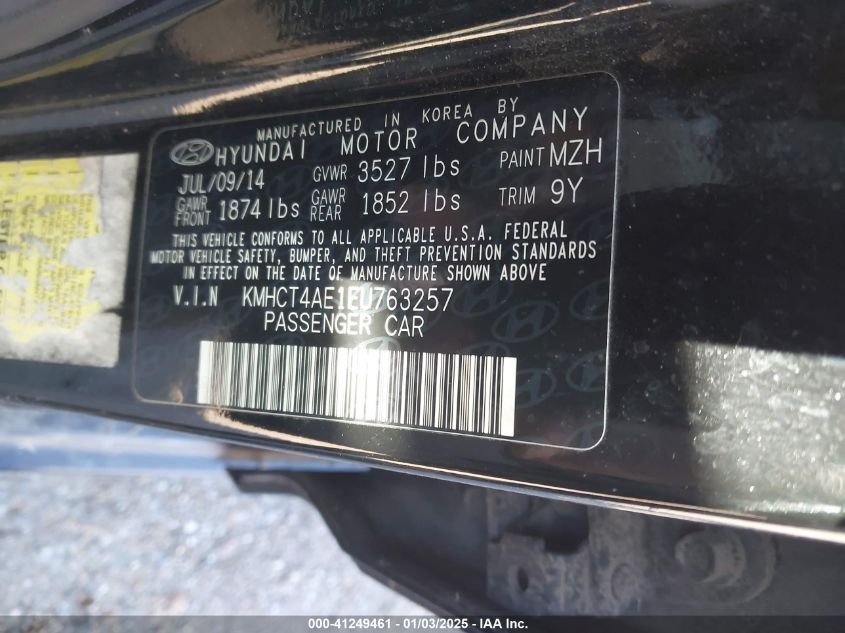 MANUFACTURED IN KOREA BY
HYUNDAI MOTOR COMPANY
JUL/09/14 GVWR 3527 lbs PAINT MZH
GAWR FRONT 1874 lbs GAWR REAR 1852 lbs TRIM 9Y
THIS VEHICLE CONFORMS TO ALL APPLICABLE U.S.A. FEDERAL
MOTOR VEHICLE SAFETY, BUMPER, AND THEFT PREVENTION STANDARDS
IN EFFECT ON THE DATE OF MANUFACTURE SHOWN ABOVE
V.I.N KMHCT4AE1EU763257
PASSENGER CAR
000-41249461 - 01/03/2025 - IAA Inc.